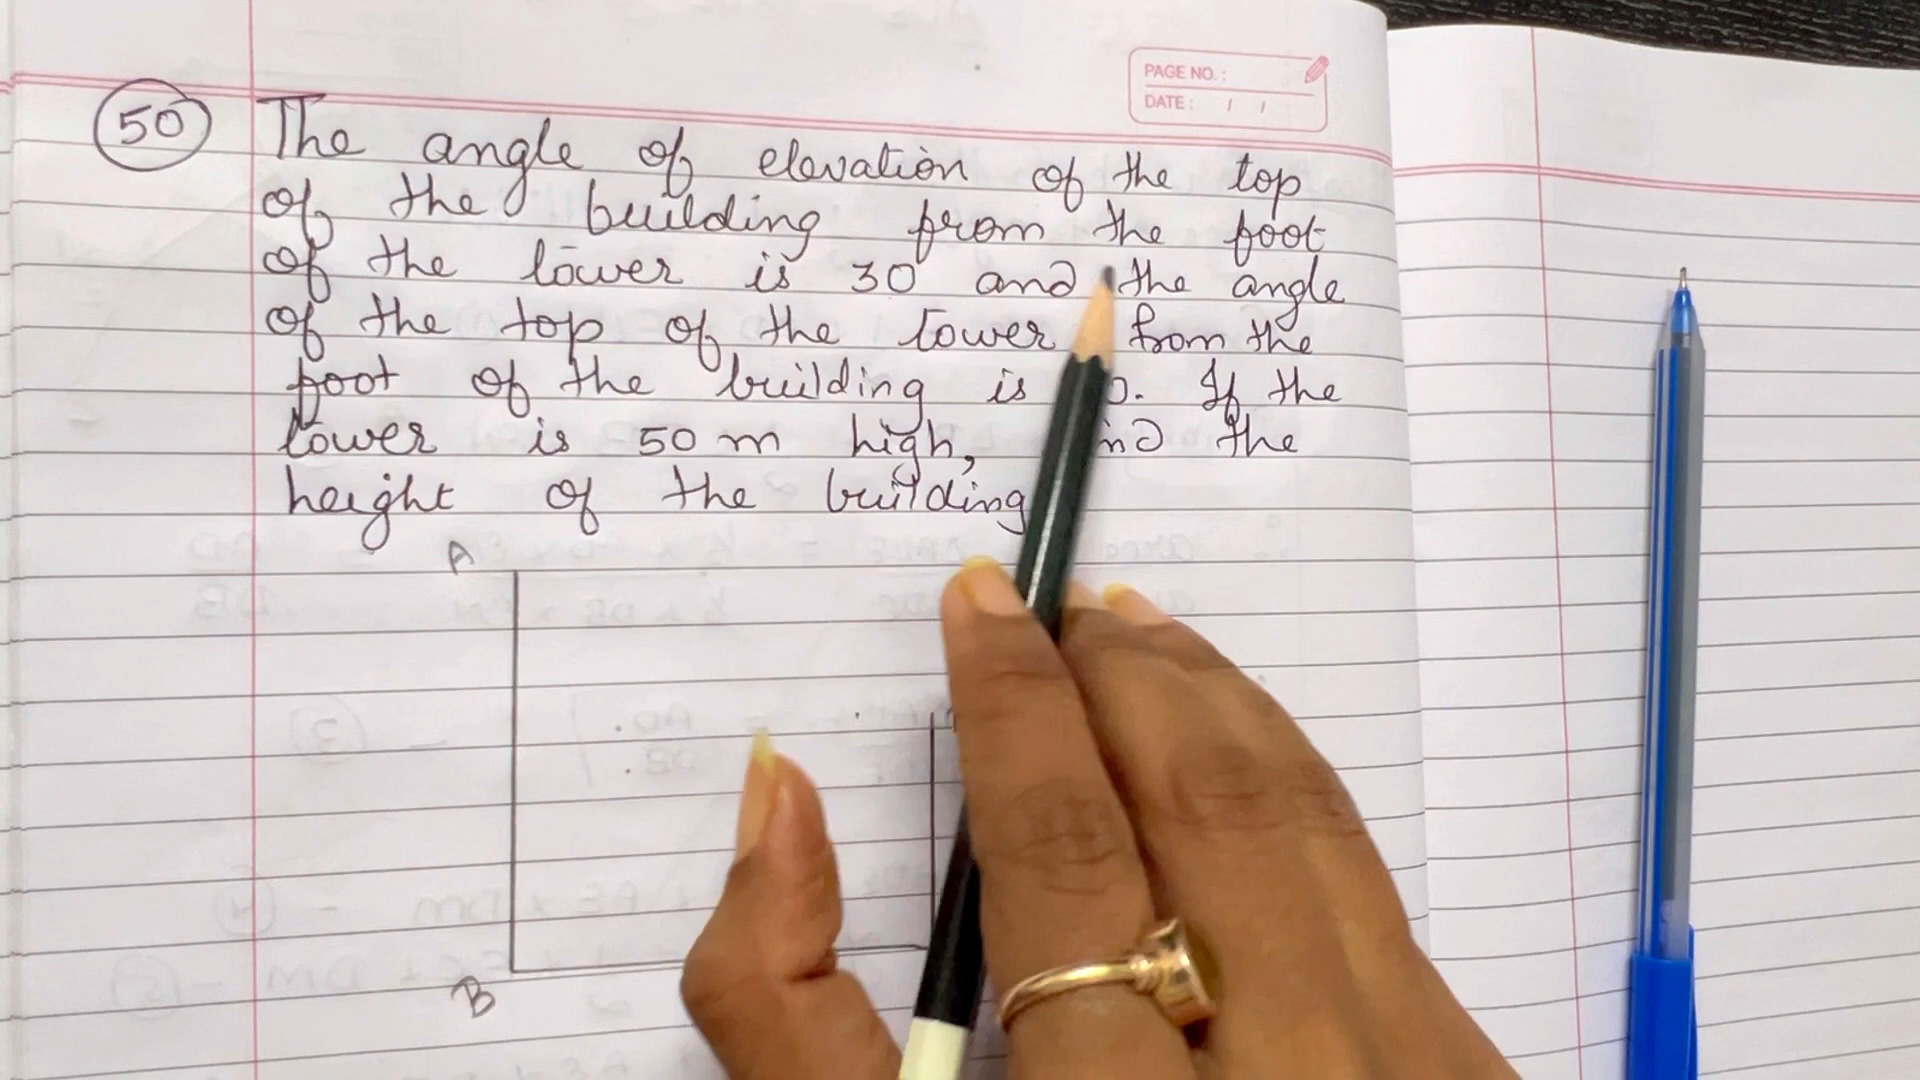 PAGE NO.:
DATE: / /
50 The angle of elevation of the top
of the building from the foot
of the tower is 30 and the angle
of the top of the tower from the
foot of the building is . If the
tower is 50 m high, the
height of the building
A
B